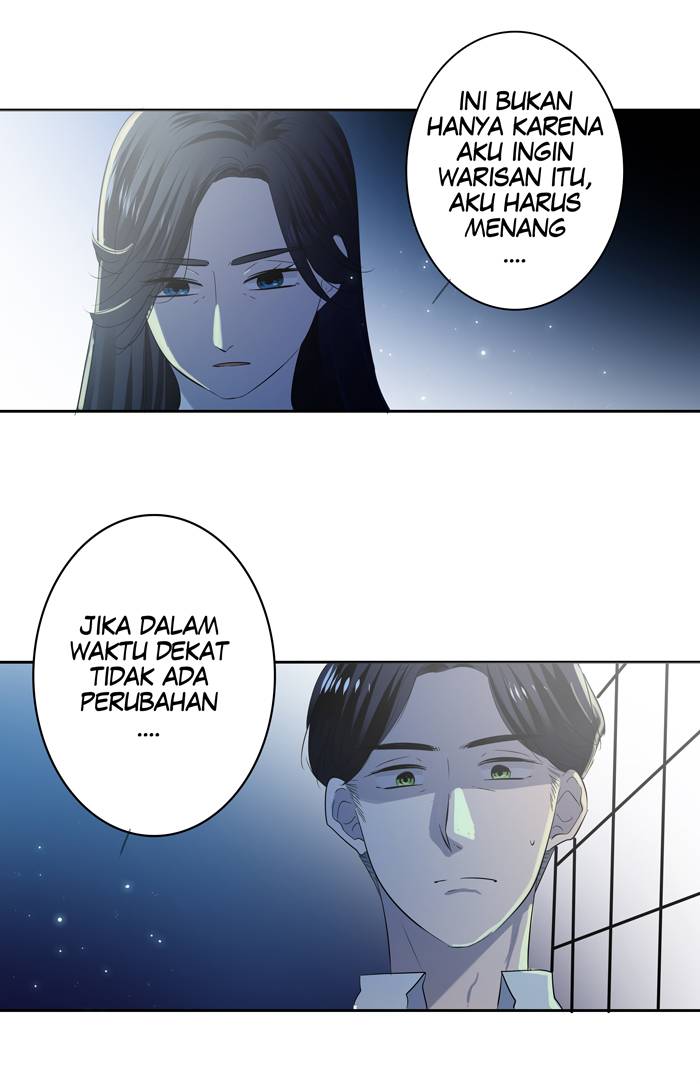 INI BUKAN
HANYA KARENA
AKU INGIN
WARISAN ITU,
AKU HARUS
MENANG
....
JIKA DALAM
WAKTU DEKAT
TIDAK ADA
PERUBAHAN
....